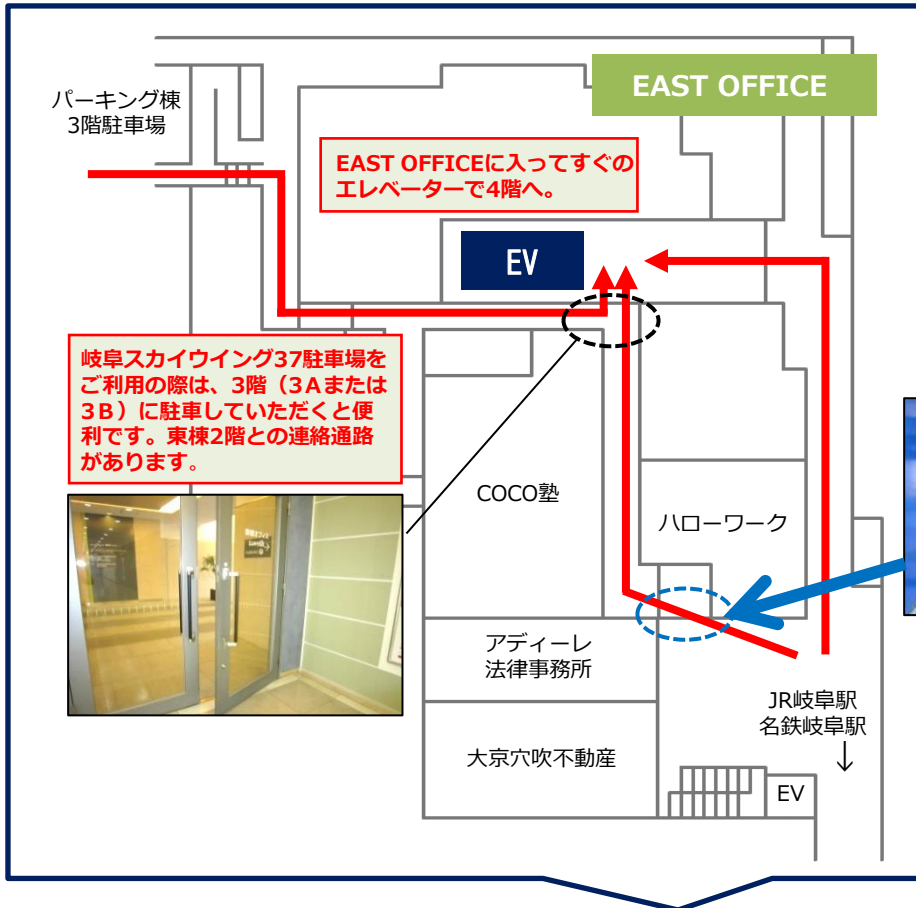 EAST OFFICE
パーキング棟
3階駐車場
EAST OFFICEに入ってすぐの
エレベーターで4階へ。
EV
岐阜スカイウイング37駐車場を
ご利用の際は、3階（3Aまたは
3B）に駐車していただくと便
利です。東棟2階との連絡通路
があります。
COCO塾
ハローワーク
アディーレ
法律事務所
JR岐阜駅
名鉄岐阜駅
↓
大京穴吹不動産
EV